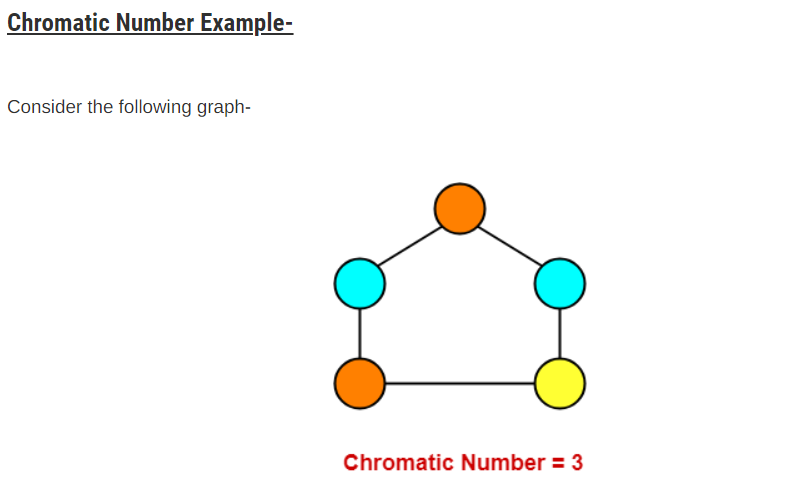 Chromatic Number Example-
Consider the following graph-
Chromatic Number = 3